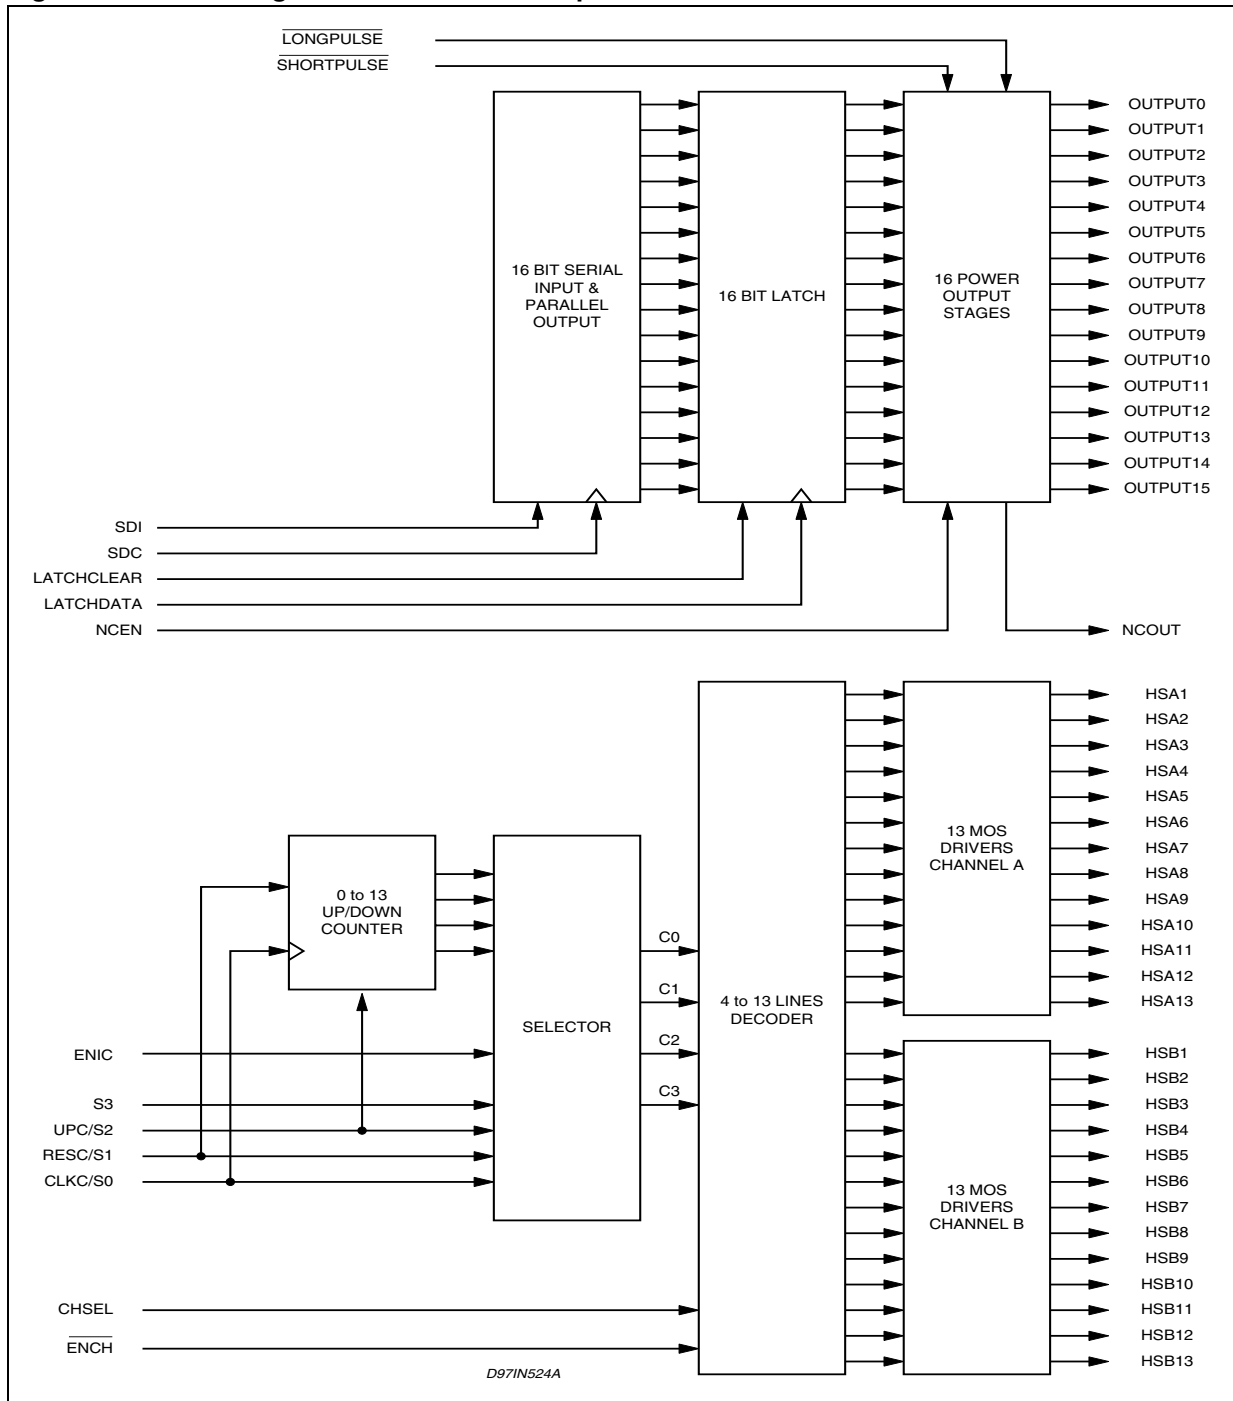 LONGPULSE
SHORTPULSE
16 BIT SERIAL
INPUT &
PARALLEL
OUTPUT
16 BIT LATCH
16 POWER
OUTPUT
STAGES
OUTPUT0
OUTPUT1
OUTPUT2
OUTPUT3
OUTPUT4
OUTPUT5
OUTPUT6
OUTPUT7
OUTPUT8
OUTPUT9
OUTPUT10
OUTPUT11
OUTPUT12
OUTPUT13
OUTPUT14
OUTPUT15
SDI
SDC
LATCHCLEAR
LATCHDATA
NCEN
NCOUT
0 to 13
UP/DOWN
COUNTER
SELECTOR
C0
C1
C2
C3
4 to 13 LINES
DECODER
13 MOS
DRIVERS
CHANNEL A
HSA1
HSA2
HSA3
HSA4
HSA5
HSA6
HSA7
HSA8
HSA9
HSA10
HSA11
HSA12
HSA13
ENIC
S3
UPC/S2
RESC/S1
CLKC/S0
13 MOS
DRIVERS
CHANNEL B
HSB1
HSB2
HSB3
HSB4
HSB5
HSB6
HSB7
HSB8
HSB9
HSB10
HSB11
HSB12
HSB13
CHSEL
ENCH
D97IN524A